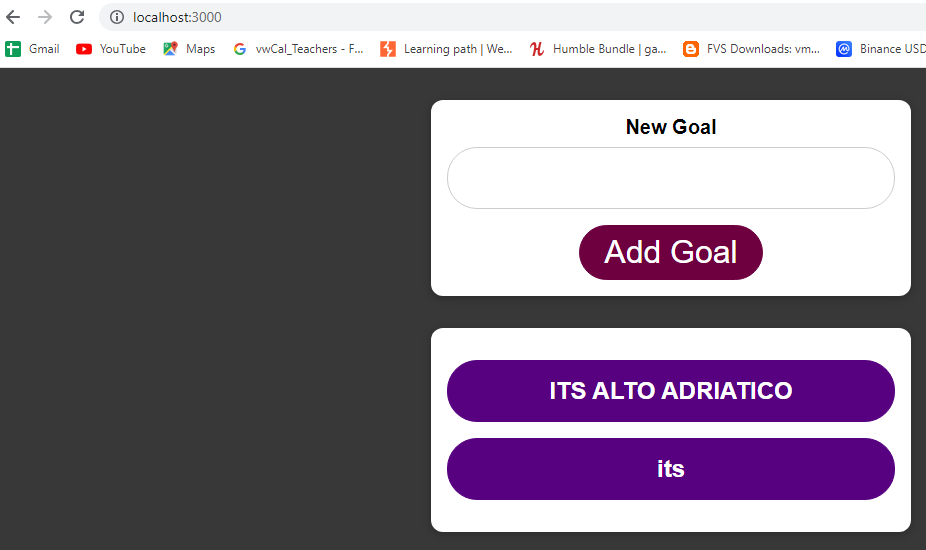 localhost:3000
Gmail YouTube Maps vwCal_Teachers - F... Learning path | We... Humble Bundle | ga... FVS Downloads: vm... Binance USD
New Goal
Add Goal
ITS ALTO ADRIATICO
its